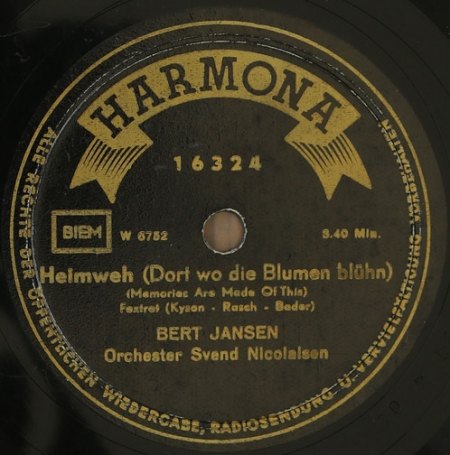 HARMONA
16324
BIEM
W 6752
3.40 Min.
Heimweh (Dort wo die Blumen blühn)
(Memories Are Made Of This)
Foxtrot (Kyson - Rasch - Bader)
BERT JANSEN
Orchester Svend Nicolaisen
ALLE RECHTE DER ÖFFENTLICHEN WIEDERGABE, RADIOSENDUNG U. VERVIELFÄLTIGUNG VORBEHALTEN